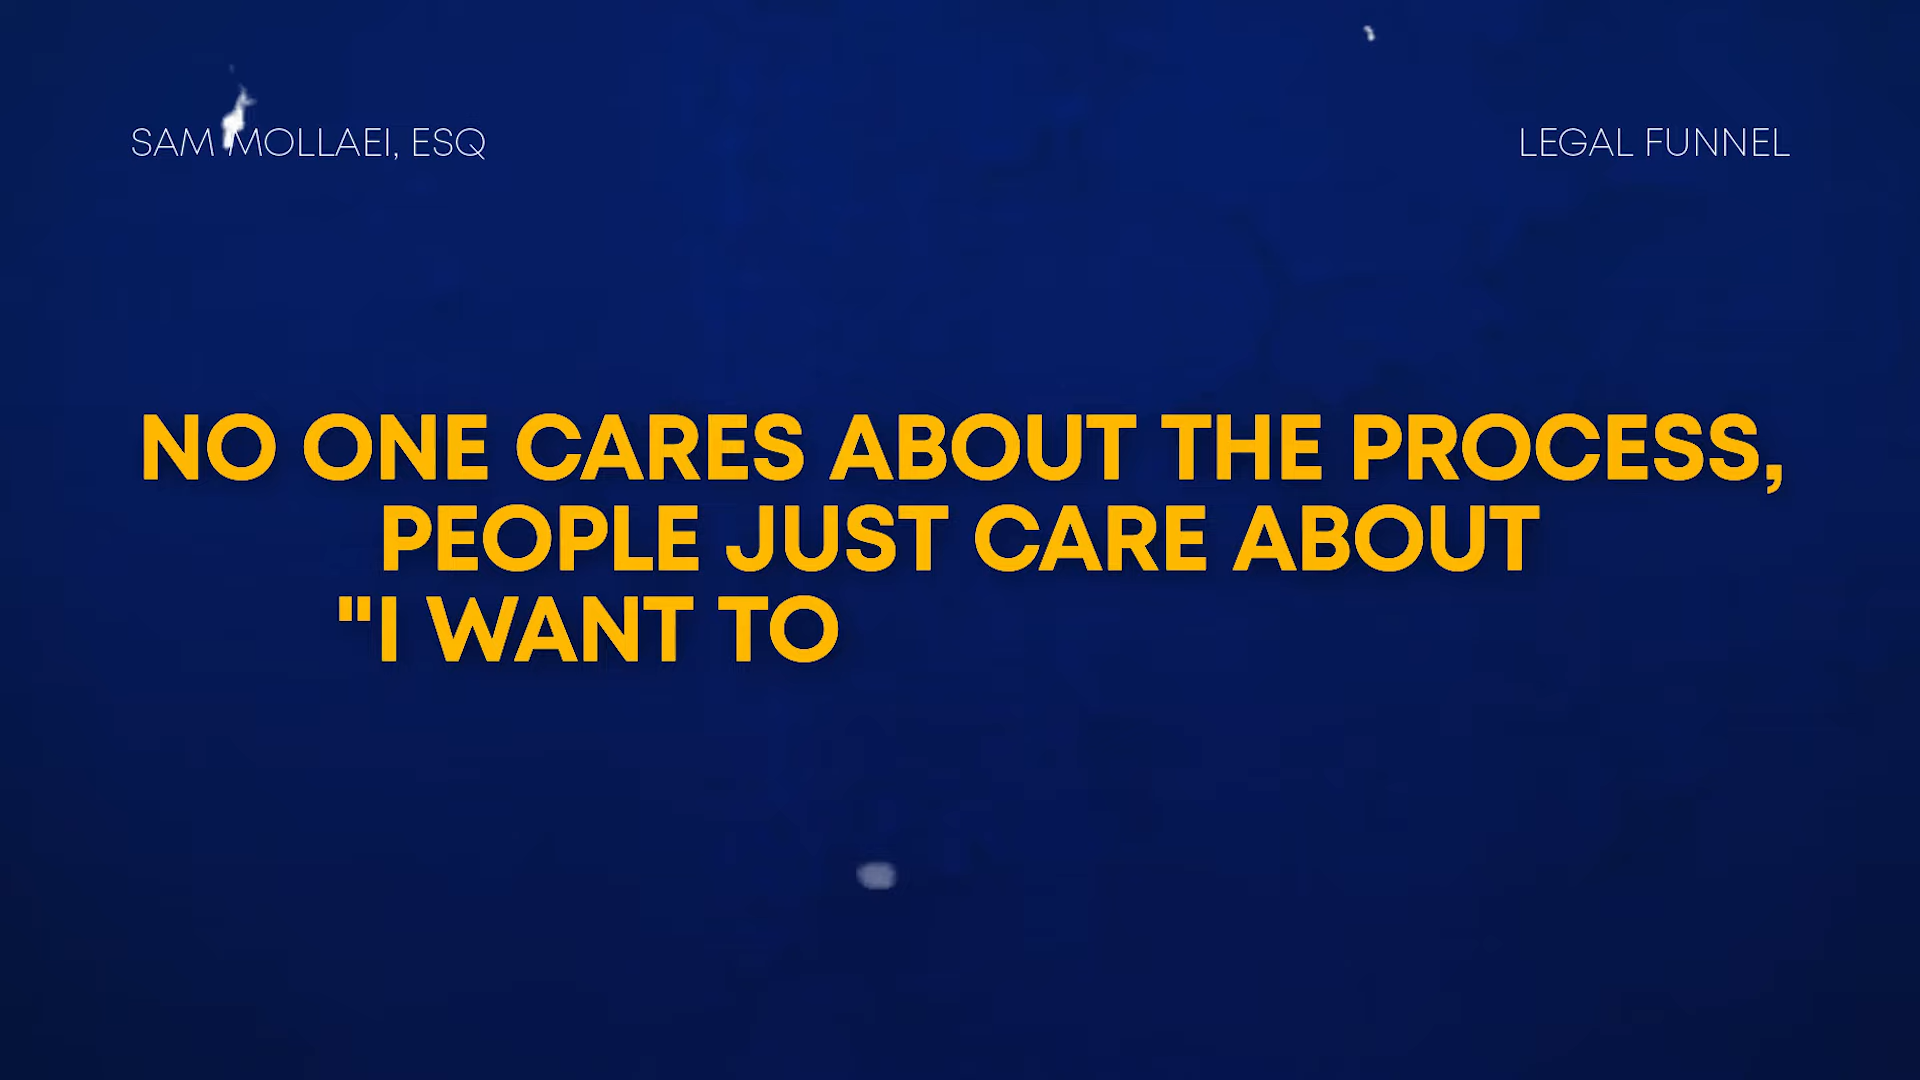 SAM MOLLAEI, ESQ
LEGAL FUNNEL
NO ONE CARES ABOUT THE PROCESS,
PEOPLE JUST CARE ABOUT
"I WANT TO